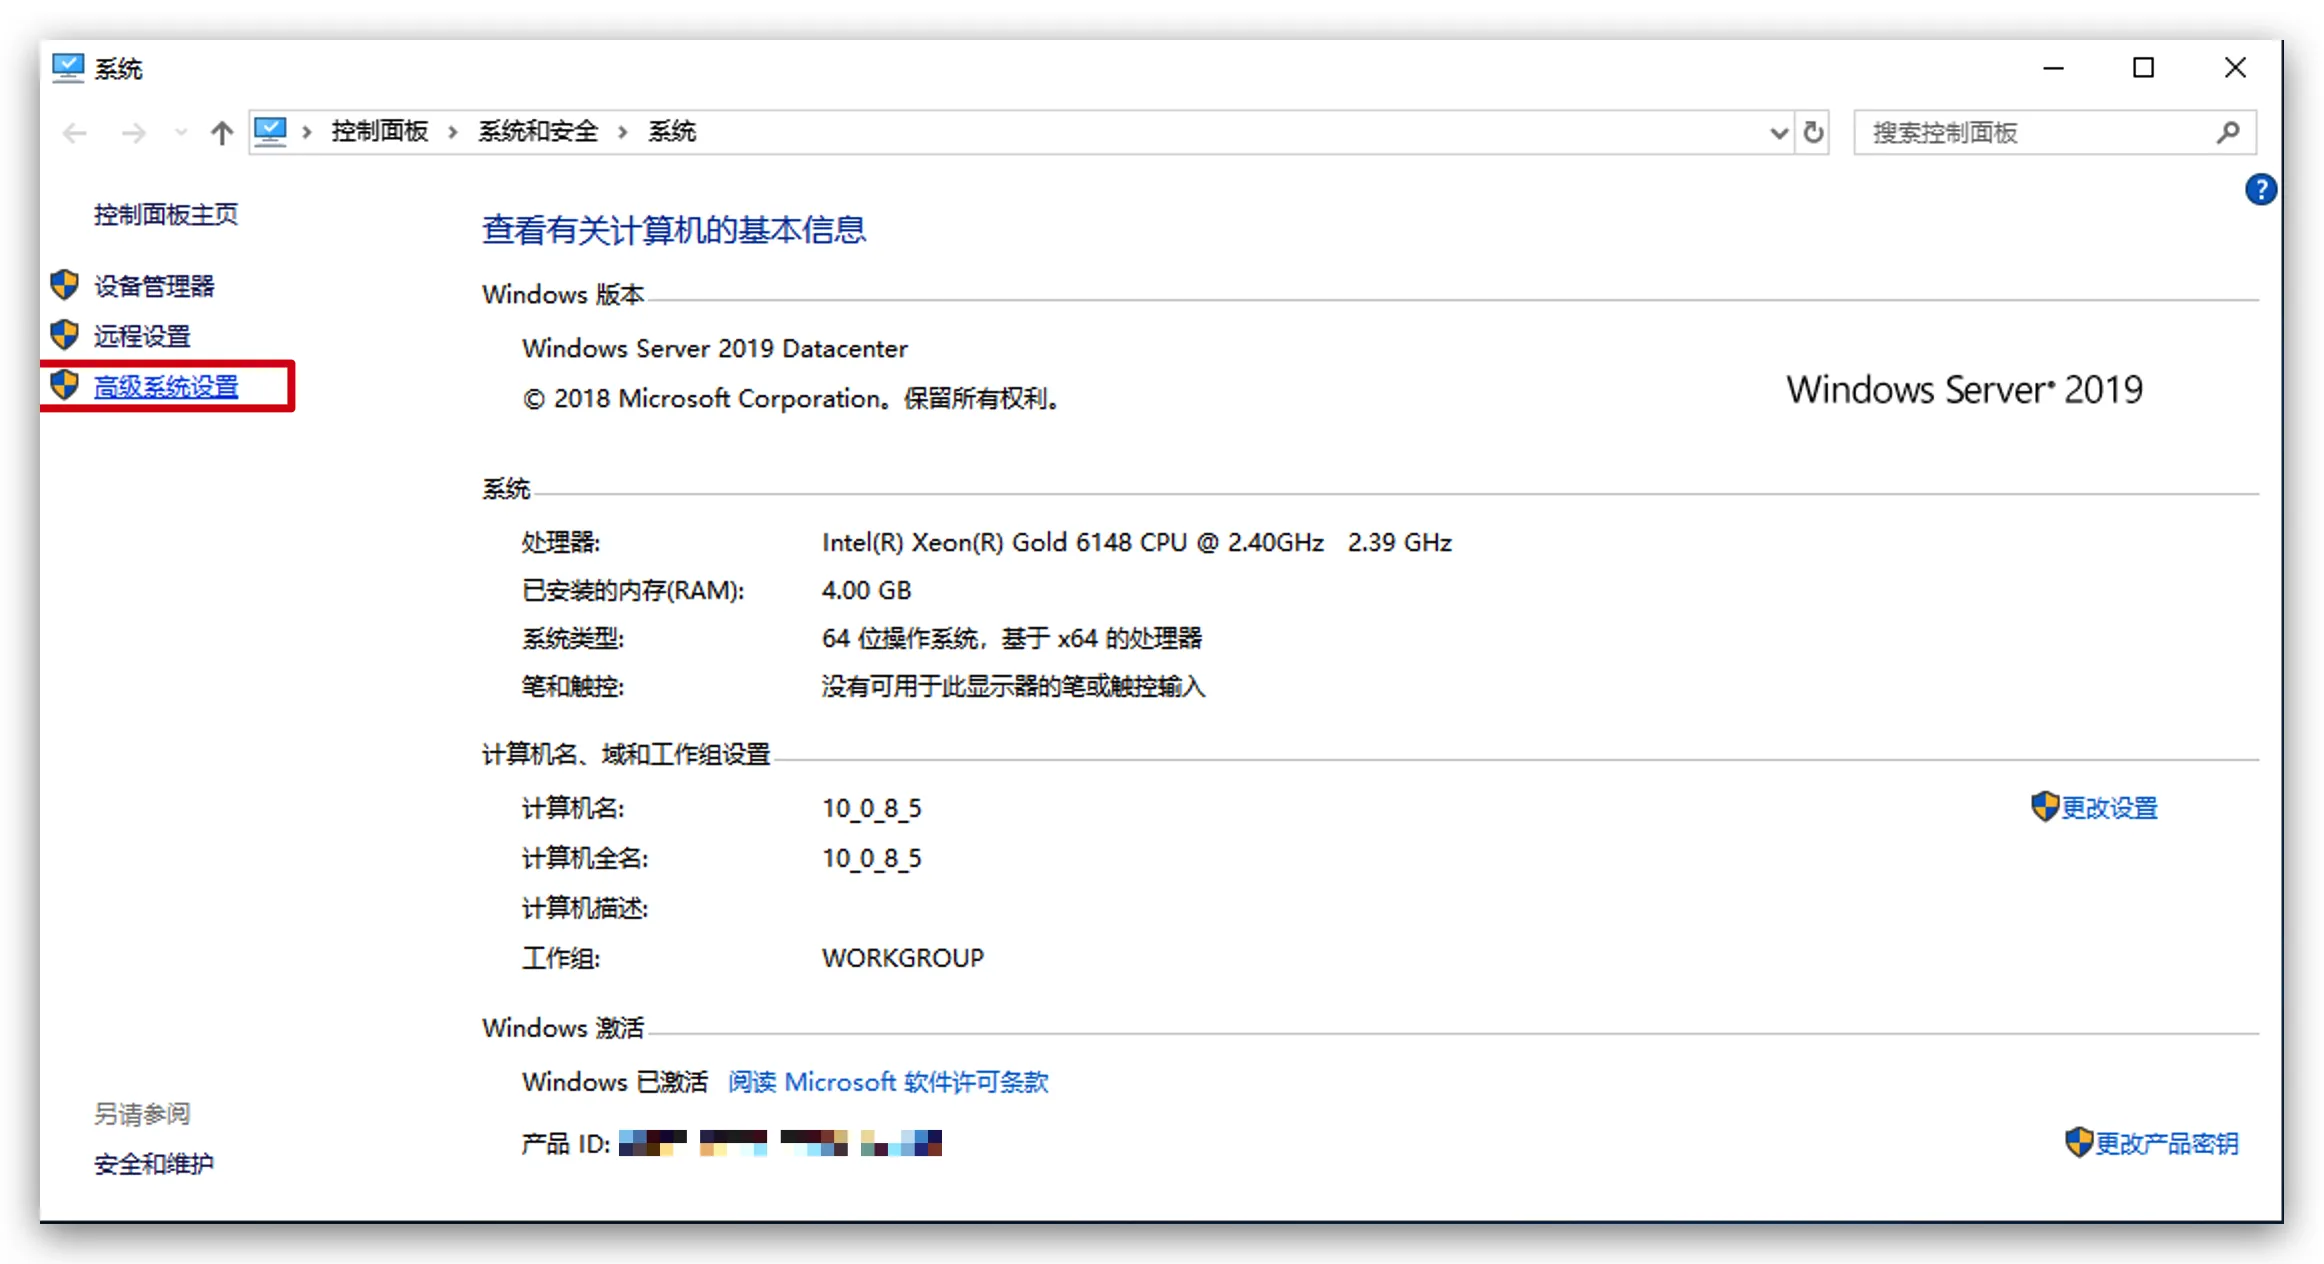 系统
控制面板 系统和安全 系统
搜索控制面板
控制面板主页
设备管理器
远程设置
高级系统设置
查看有关计算机的基本信息
Windows 版本
Windows Server 2019 Datacenter
© 2018 Microsoft Corporation。保留所有权利。
Windows Server® 2019
系统
处理器: Intel(R) Xeon(R) Gold 6148 CPU @ 2.40GHz 2.39 GHz
已安装的内存(RAM): 4.00 GB
系统类型: 64 位操作系统，基于 x64 的处理器
笔和触控: 没有可用于此显示器的笔或触控输入
计算机名、域和工作组设置
计算机名: 10_0_8_5 更改设置
计算机全名: 10_0_8_5
计算机描述:
工作组: WORKGROUP
Windows 激活
Windows 已激活 阅读 Microsoft 软件许可条款
产品 ID: 更改产品密钥
另请参阅
安全和维护